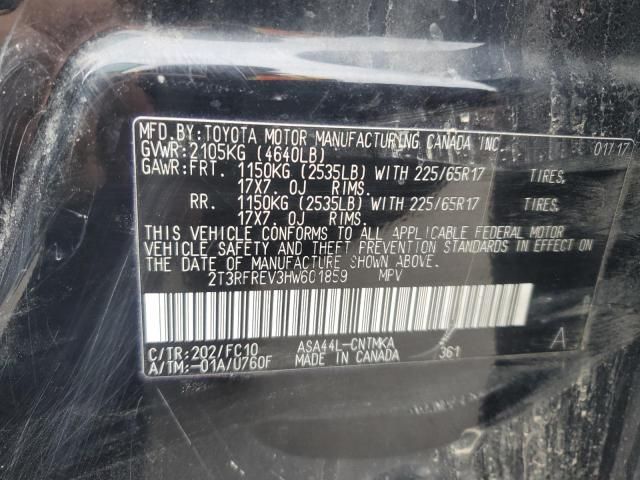 MFD.BY:TOYOTA MOTOR MANUFACTURING CANADA INC. 01/17
GVWR:2105KG (4640LB)
GAWR:FRT. 1150KG (2535LB) WITH 225/65R17 TIRES,
17X7.0J RIMS.
RR. 1150KG (2535LB) WITH 225/65R17 TIRES,
17X7.0J RIMS.
THIS VEHICLE CONFORMS TO ALL APPLICABLE FEDERAL MOTOR
VEHICLE SAFETY AND THEFT PREVENTION STANDARDS IN EFFECT ON
THE DATE OF MANUFACTURE SHOWN ABOVE.
2T3RFREV3HW601859 MPV
C/TR:202/FC10 ASA44L-CNTMKA A
A/TM:-01A/U760F MADE IN CANADA 361